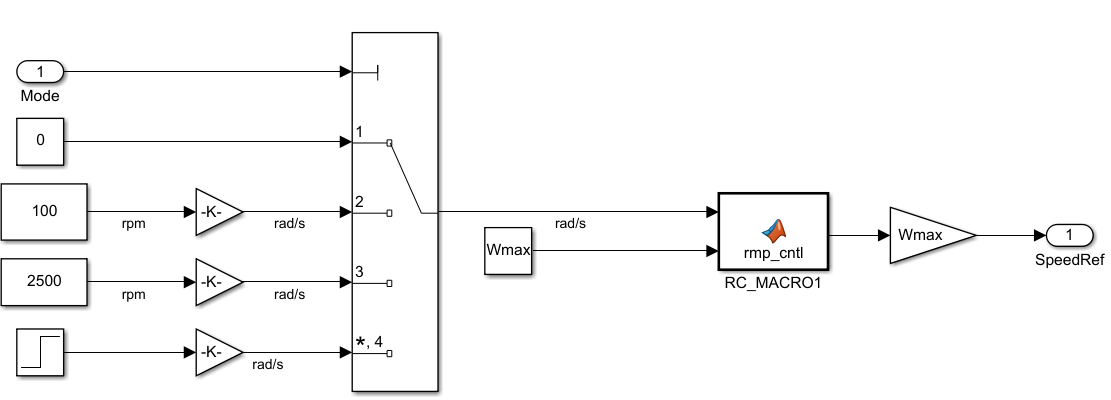 1
Mode
0
1
100
rpm
-K-
rad/s
2
2500
rpm
-K-
rad/s
3
-K-
rad/s
*, 4
rad/s
Wmax
rmp_cntl
RC_MACRO1
Wmax
1
SpeedRef